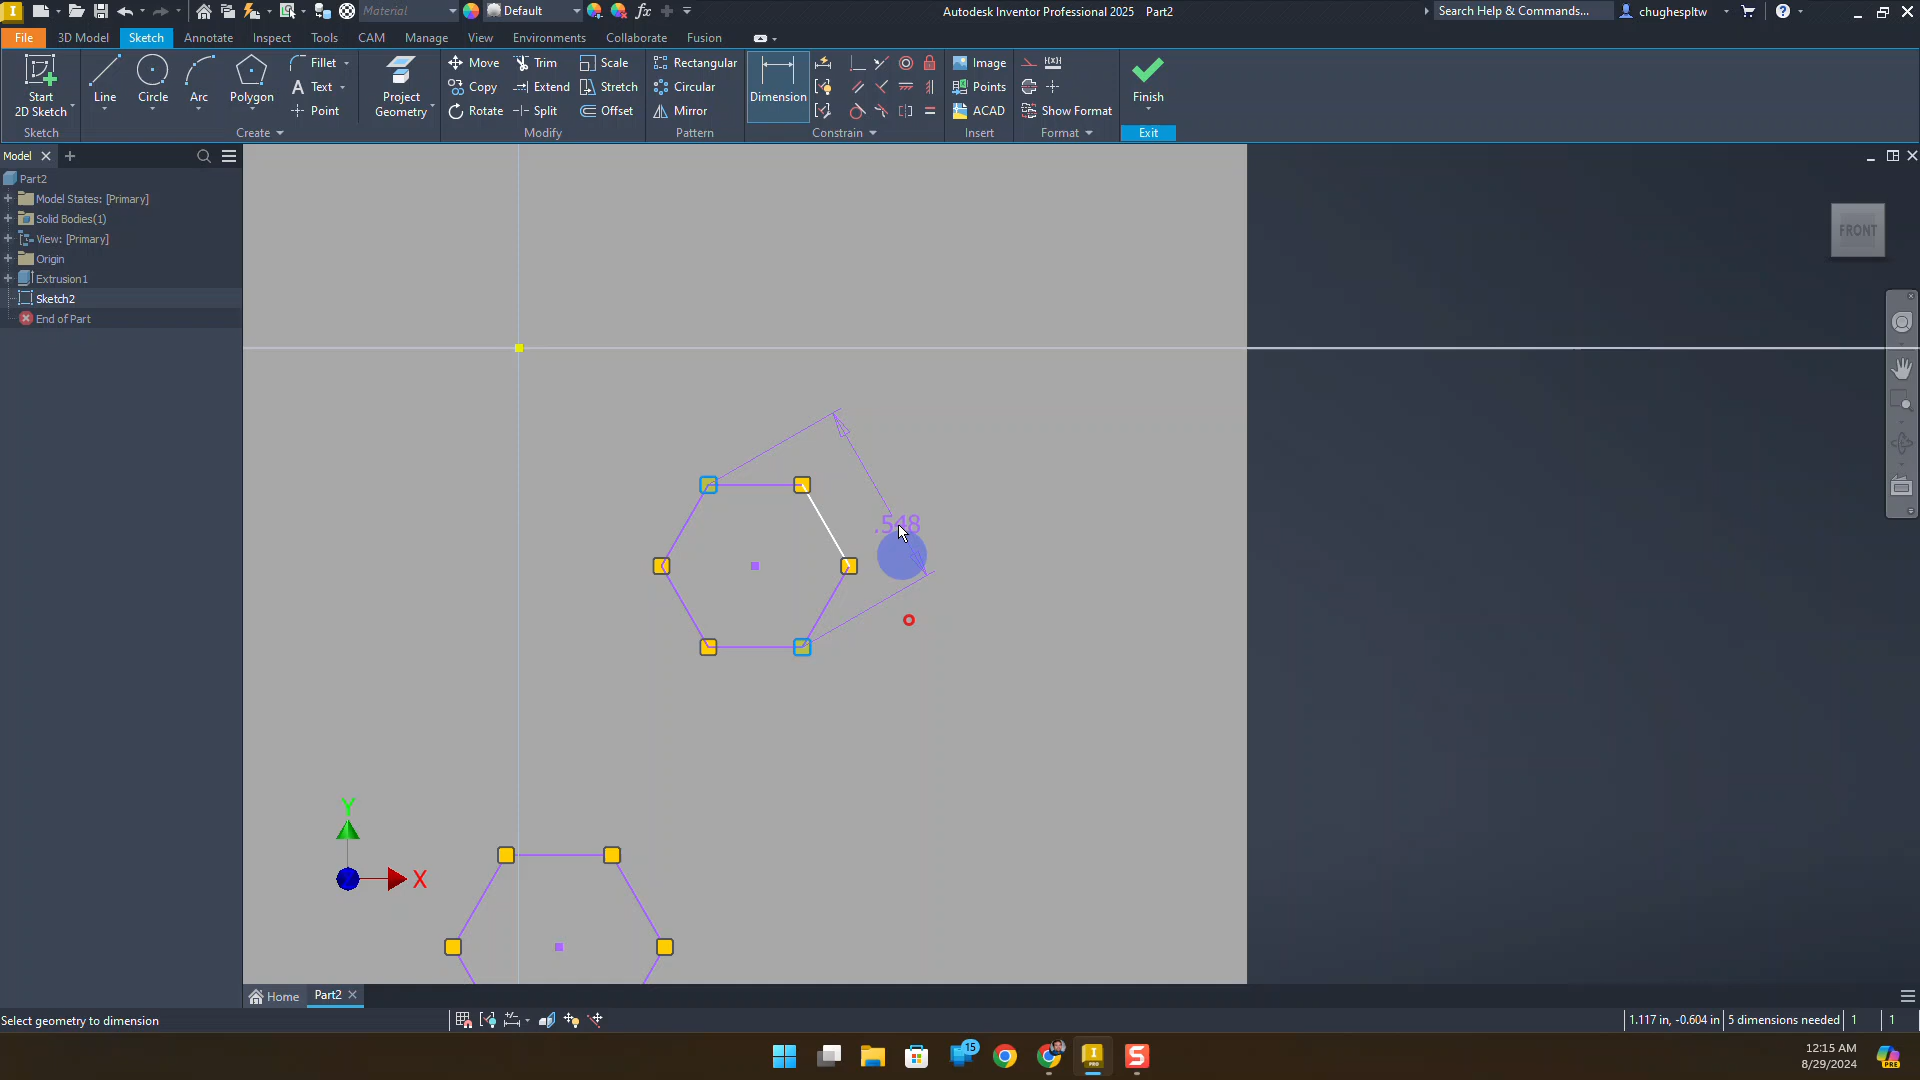 Material
Default
Autodesk Inventor Professional 2025 Part2
Search Help & Commands...
chughespltw
File 3D Model Sketch Annotate Inspect Tools CAM Manage View Environments Collaborate Fusion
Start
2D Sketch
Line
Circle
Arc
Polygon
Fillet
Text
Point
Project
Geometry
Move
Copy
Rotate
Trim
Extend
Split
Scale
Stretch
Offset
Rectangular
Circular
Mirror
Dimension
Image
Points
ACAD
Show Format
Finish
Sketch
Create
Modify
Pattern
Constrain
Insert
Format
Exit
Model
Part2
Model States: [Primary]
Solid Bodies(1)
View: [Primary]
Origin
Extrusion1
Sketch2
End of Part
FRONT
.548
Y
X
Home
Part2
Select geometry to dimension
1.117 in, -0.604 in 5 dimensions needed 1 1
15
12:15 AM
8/29/2024